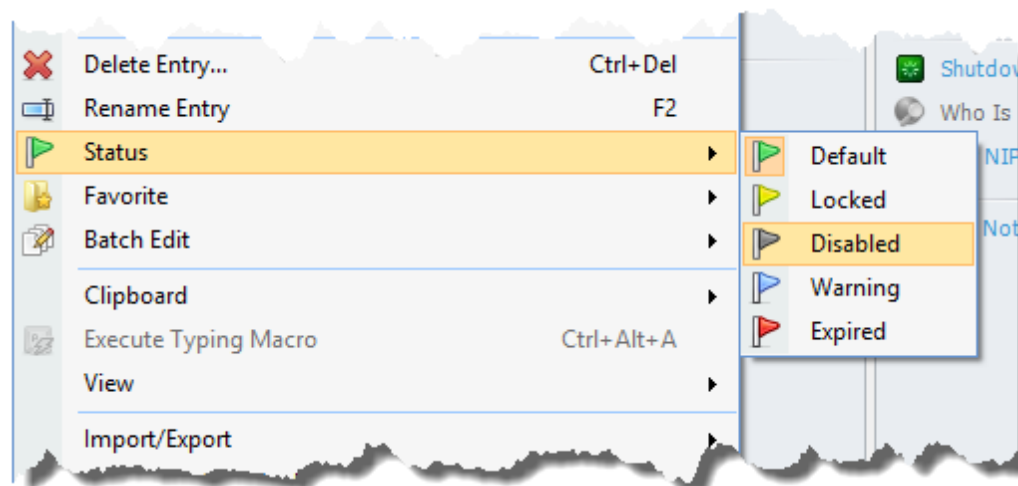 Delete Entry... Ctrl+Del
Rename Entry F2
Status
Favorite
Batch Edit
Clipboard
Execute Typing Macro Ctrl+Alt+A
View
Import/Export
Default
Locked
Disabled
Warning
Expired
Who Is